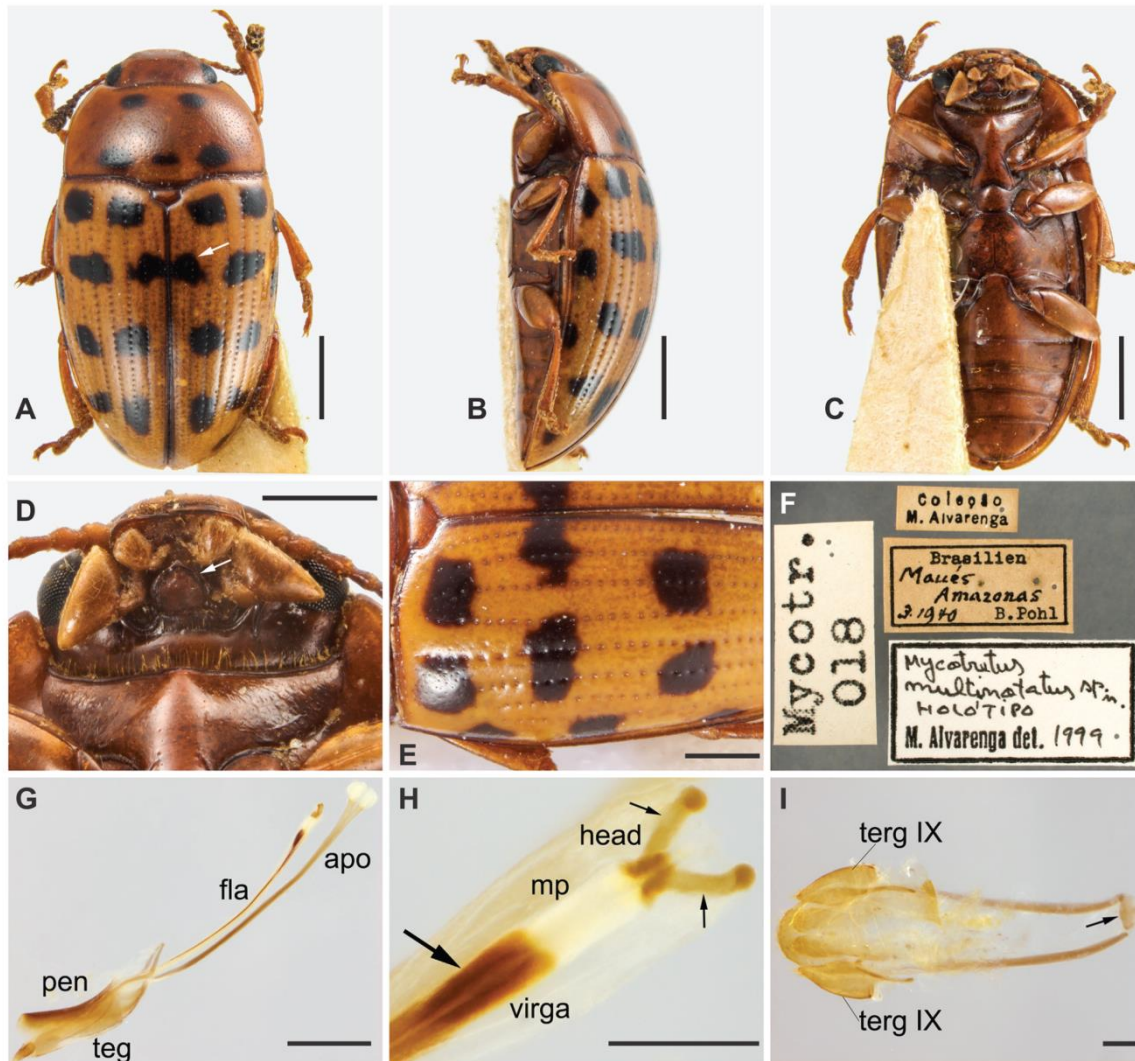 A
B
C
D
E
F
Coleção
M. Alvarenga
Mycotr.
018
Brasilien
Maués
Amazonas
3.1940 B. Pohl
Mycotretus
multinotatus sp. n.
HOLÓTIPO
M. Alvarenga det. 1999
G
apo
fla
pen
teg
H
head
mp
virga
I
terg IX
terg IX